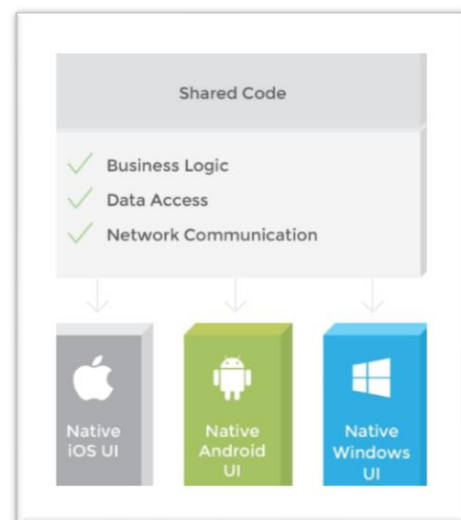 Shared Code
Business Logic
Data Access
Network Communication
Native
iOS UI
Native
Android
UI
Native
Windows
UI